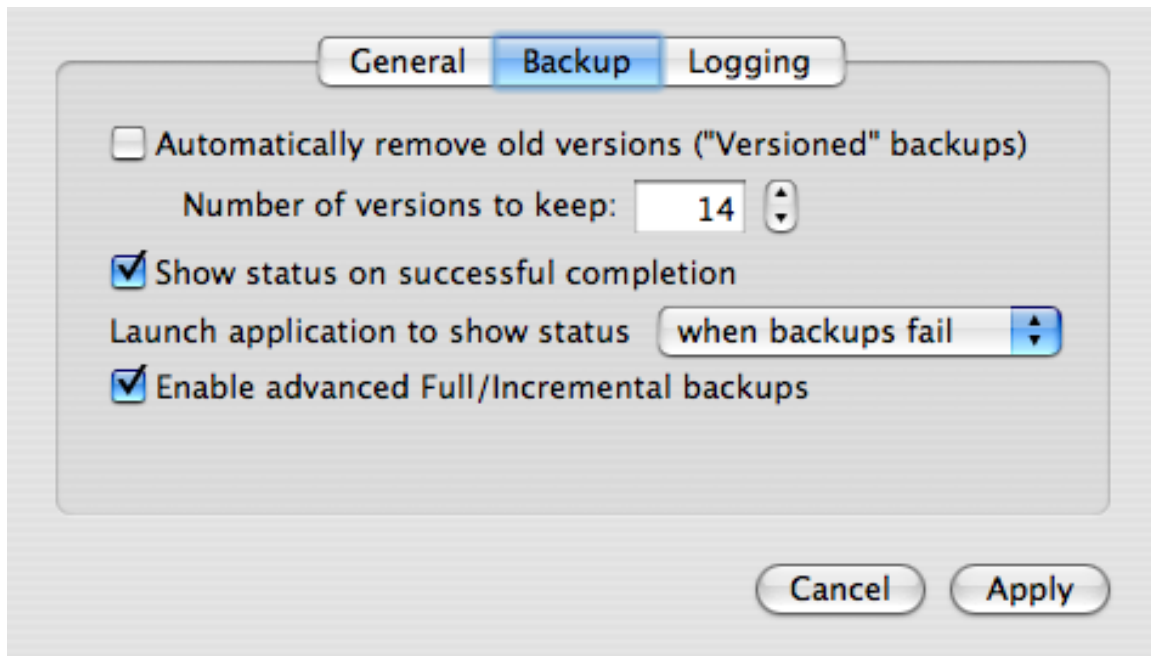 General Backup Logging
Automatically remove old versions ("Versioned" backups)
Number of versions to keep: 14
Show status on successful completion
Launch application to show status when backups fail
Enable advanced Full/Incremental backups
Cancel Apply